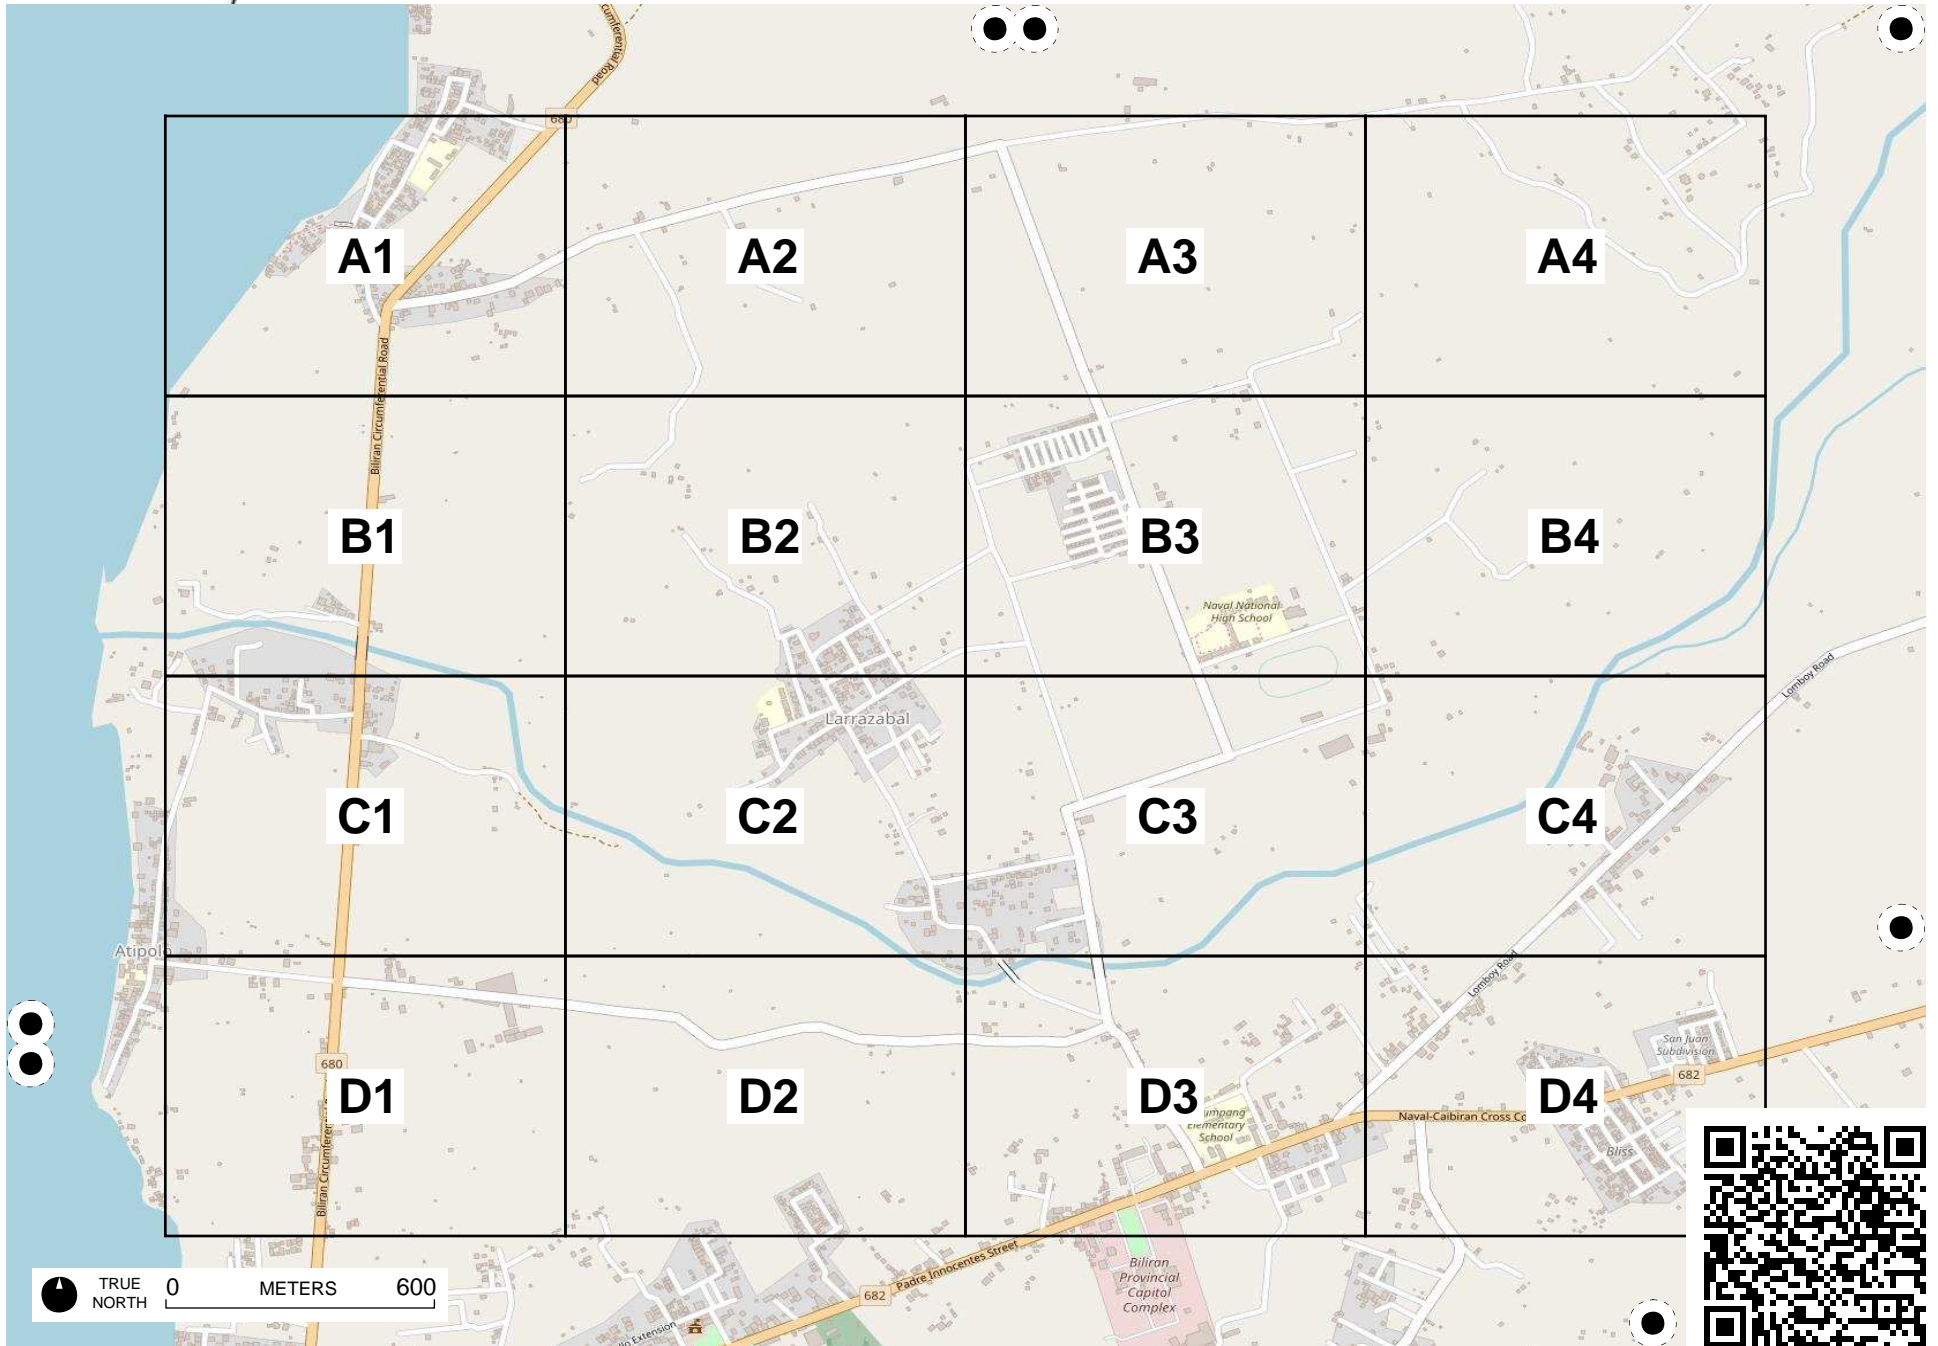 Circumferential Road
680
A1
A2
A3
A4
Biliran Circumferential Road
B1
B2
B3
B4
Naval National
High School
Lomboy Road
Larrazabal
C1
C2
C3
C4
Atipolo
Lomboy Road
San Juan
Subdivision
680
682
D1
D2
D3
D4
Elementary
School
Naval-Caibiran Cross
Bliss
Biliran
Padre Innocentes Street
Biliran
Provincial
Capitol
Complex
682
TRUE
NORTH
0 METERS 600
Extension